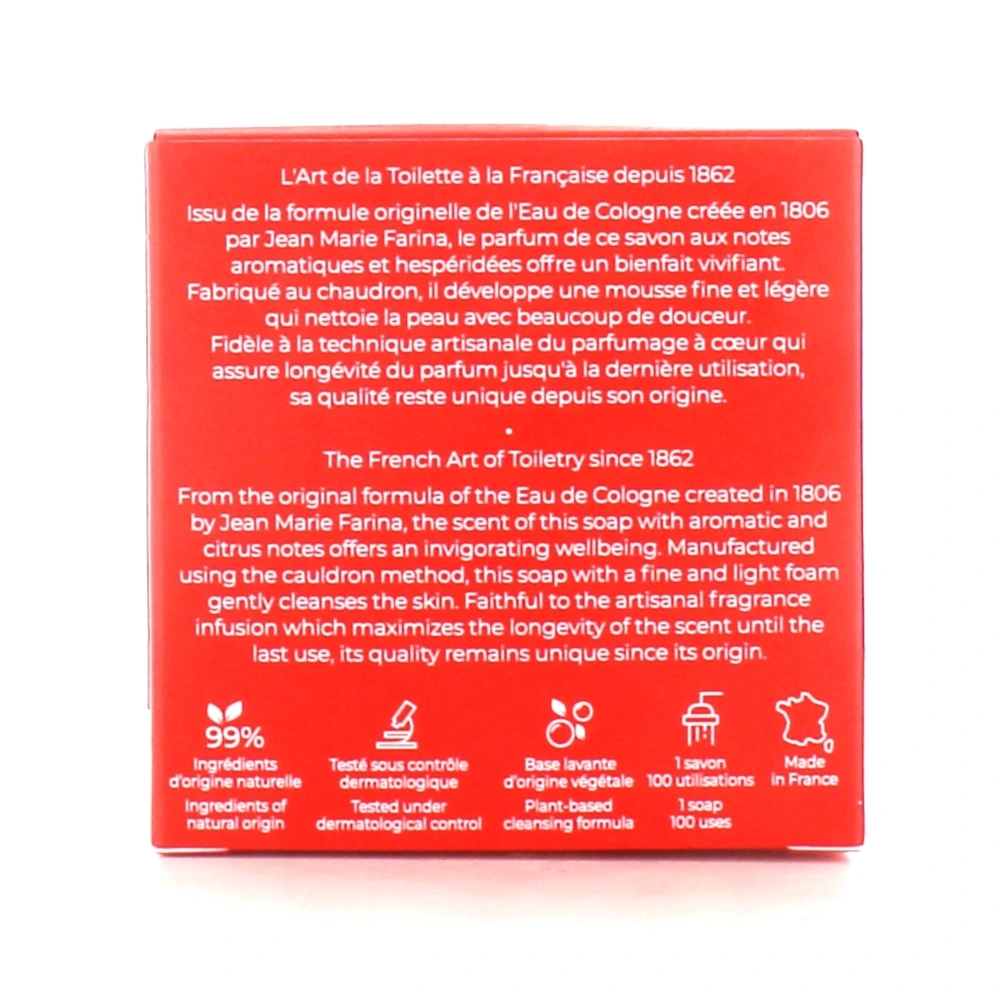 L'Art de la Toilette à la Française depuis 1862
Issu de la formule originelle de l'Eau de Cologne créée en 1806
par Jean Marie Farina, le parfum de ce savon aux notes
aromatiques et hespéridées offre un bienfait vivifiant.
Fabriqué au chaudron, il développe une mousse fine et légère
qui nettoie la peau avec beaucoup de douceur.
Fidèle à la technique artisanale du parfumage à cœur qui
assure longévité du parfum jusqu'à la dernière utilisation,
sa qualité reste unique depuis son origine.
•
The French Art of Toiletry since 1862
From the original formula of the Eau de Cologne created in 1806
by Jean Marie Farina, the scent of this soap with aromatic and
citrus notes offers an invigorating wellbeing. Manufactured
using the cauldron method, this soap with a fine and light foam
gently cleanses the skin. Faithful to the artisanal fragrance
infusion which maximizes the longevity of the scent until the
last use, its quality remains unique since its origin.
99%
Ingrédients
d'origine naturelle
Ingredients of
natural origin
Testé sous contrôle
dermatologique
Tested under
dermatological control
Base lavante
d'origine végétale
Plant-based
cleansing formula
1 savon
100 utilisations
1 soap
100 uses
Made
in France